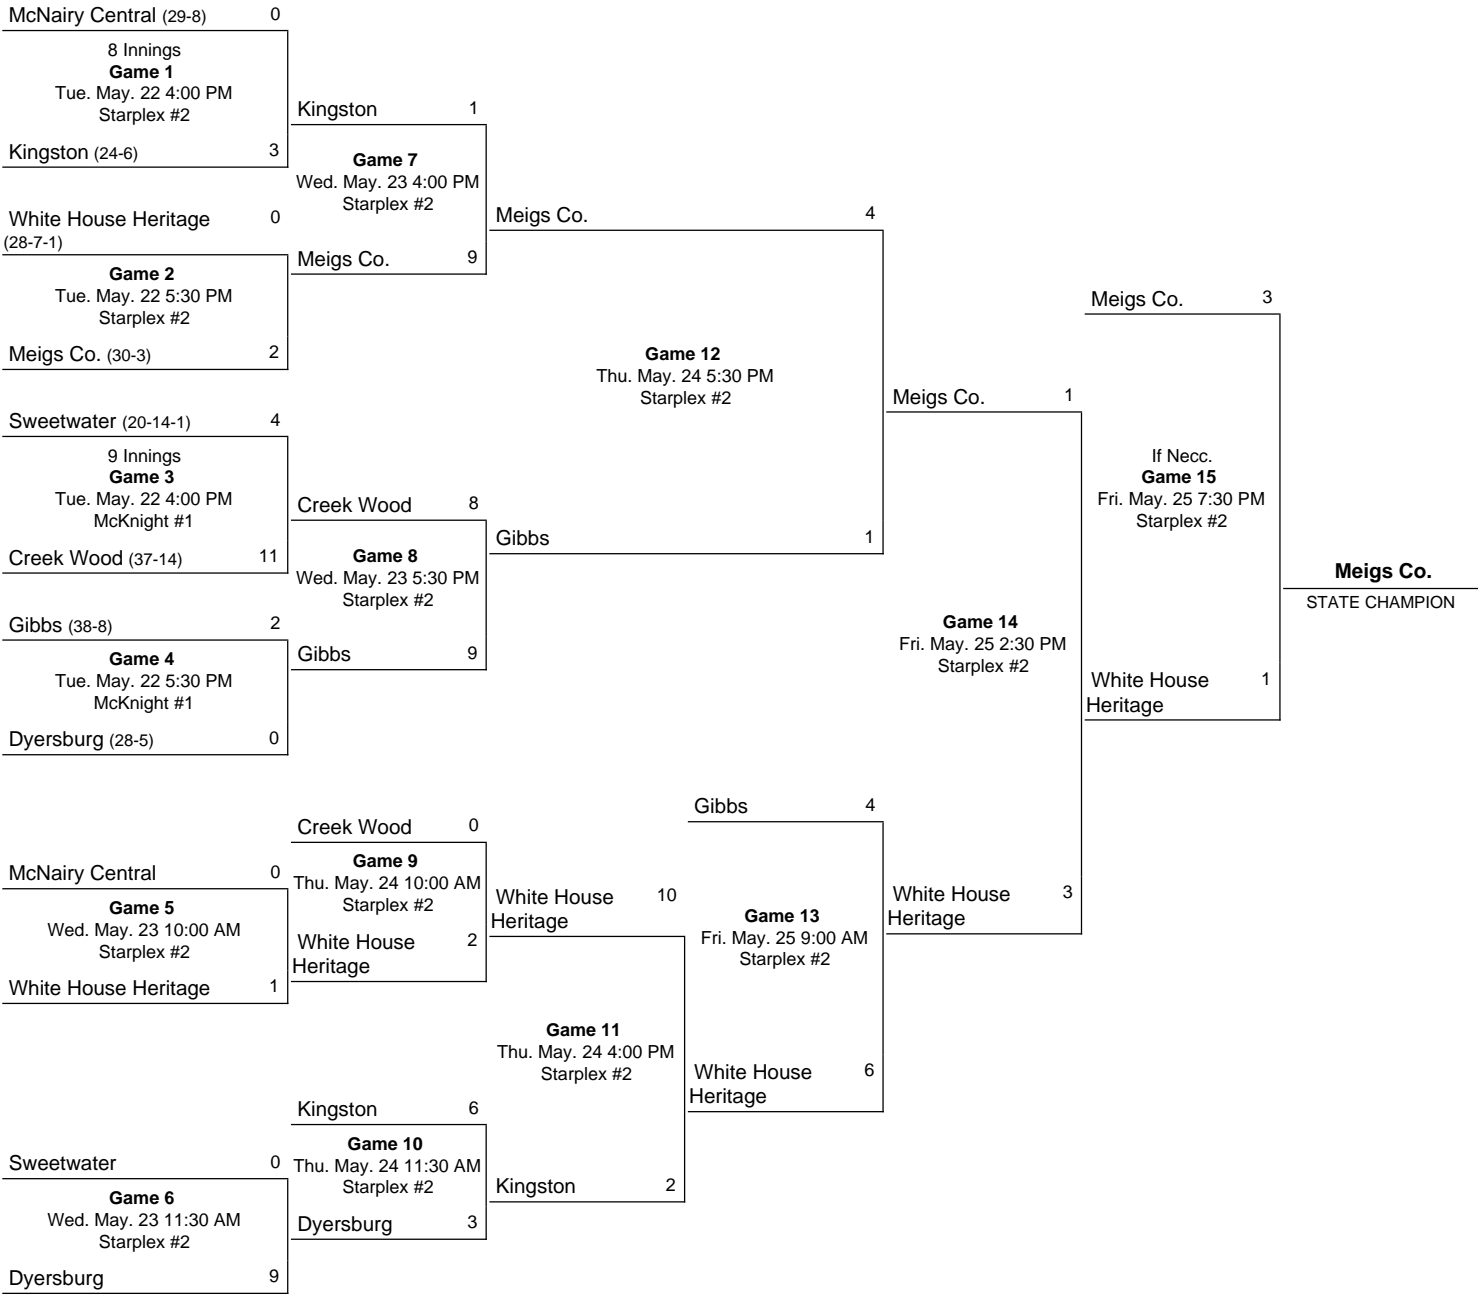 McNairy Central (29-8) 0
8 Innings
Game 1
Tue. May. 22 4:00 PM
Starplex #2
Kingston (24-6) 3
White House Heritage 0
(28-7-1)
Game 2
Tue. May. 22 5:30 PM
Starplex #2
Meigs Co. (30-3) 2
Sweetwater (20-14-1) 4
9 Innings
Game 3
Tue. May. 22 4:00 PM
McKnight #1
Creek Wood (37-14) 11
Gibbs (38-8) 2
Game 4
Tue. May. 22 5:30 PM
McKnight #1
Dyersburg (28-5) 0
McNairy Central 0
Game 5
Wed. May. 23 10:00 AM
Starplex #2
White House Heritage 1
Sweetwater 0
Game 6
Wed. May. 23 11:30 AM
Starplex #2
Dyersburg 9
Kingston 1
Game 7
Wed. May. 23 4:00 PM
Starplex #2
Meigs Co. 9
Creek Wood 8
Game 8
Wed. May. 23 5:30 PM
Starplex #2
Gibbs 9
Creek Wood 0
Game 9
Thu. May. 24 10:00 AM
Starplex #2
White House 2
Heritage
Kingston 6
Game 10
Thu. May. 24 11:30 AM
Starplex #2
Dyersburg 3
Meigs Co. 4
Game 12
Thu. May. 24 5:30 PM
Starplex #2
Gibbs 1
White House 10
Heritage
Game 11
Thu. May. 24 4:00 PM
Starplex #2
Kingston 2
Gibbs 4
Game 13
Fri. May. 25 9:00 AM
Starplex #2
White House 6
Heritage
Meigs Co. 1
Game 14
Fri. May. 25 2:30 PM
Starplex #2
White House 3
Heritage
Meigs Co. 3
If Necc.
Game 15
Fri. May. 25 7:30 PM
Starplex #2
White House 1
Heritage
Meigs Co.
STATE CHAMPION